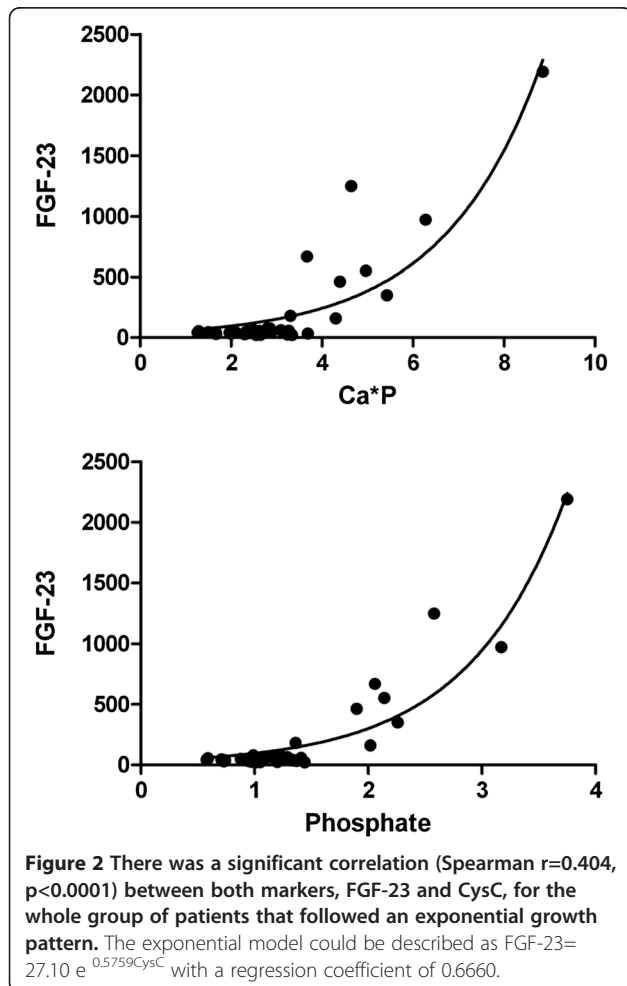 2500
2000
1500
1000
500
0
FGF-23
0 2 4 6 8 10
Ca*P
2500
2000
1500
1000
500
0
FGF-23
0 1 2 3 4
Phosphate
Figure 2 There was a significant correlation (Spearman r=0.404,
p<0.0001) between both markers, FGF-23 and CysC, for the
whole group of patients that followed an exponential growth
pattern. The exponential model could be described as FGF-23=
27.10 e 0.5759CysC with a regression coefficient of 0.6660.